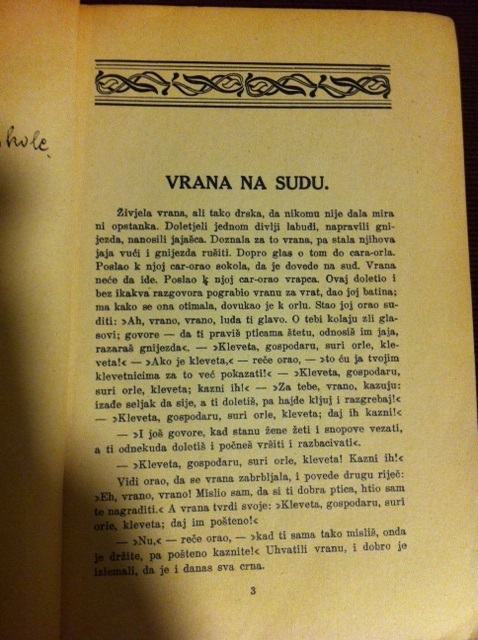 kole
VRANA NA SUDU.
Živjela vrana, ali tako drska, da nikomu nije dala mira
ni opstanka. Doletjeli jednom divlji labudi, napravili gni-
jezda, nanosili jajašca. Doznala za to vrana, pa stala njihova
jaja vući i gnijezda rušiti. Dopro glas o tom do cara-orla.
Poslao k njoj car-orao sokola, da je dovede na sud. Vrana
neće da ide. Poslao k njoj car-orao vrapca. Ovaj doletio i
bez ikakva razgovora pograbio vranu za vrat, dao joj batina;
ma kako se ona otimala, dovukao je k orlu. Stao joj orao su-
diti: ›Ah, vrano, vrano, luda ti glavo. O tebi kolaju zli gla-
sovi; govore — da ti praviš pticama štetu, odnosiš im jaja,
razaraš gnijezda‹. — ›Kleveta, gospodaru, suri orle, kle-
veta!‹ — ›Ako je kleveta,‹ — reče orao, — ›to ću ja tvojim
klevetnicima za to već pokazati!‹ — ›Kleveta, gospodaru,
suri orle, kleveta; kazni ih!‹ — ›Za tebe, vrano, kazuju:
izađe seljak da sije, a ti doletiš, pa hajde kljuj i razgrebaj!‹
— ›Kleveta, gospodaru, suri orle, kleveta; daj ih kazni!‹
— ›I još govore, kad stanu žene žeti i snopove vezati,
a ti odnekuda doletiš i počneš vršiti i razbacivati‹.
— ›Kleveta, gospodaru, suri orle, kleveta! Kazni ih!‹
Vidi orao, da se vrana zabrbljala, i povede drugu riječ:
›Eh, vrano, vrano! Mislio sam, da si ti dobra ptica, htio sam
te nagraditi.‹ A vrana tvrdi svoje: ›Kleveta, gospodaru, suri
orle, kleveta; daj im pošteno!‹
— ›Nu,‹ — reče orao, — ›kad ti sama tako misliš, onda
je držite, pa pošteno kaznite!‹ Uhvatili vranu, i dobro je
izlemali, da je i danas sva crna.
3